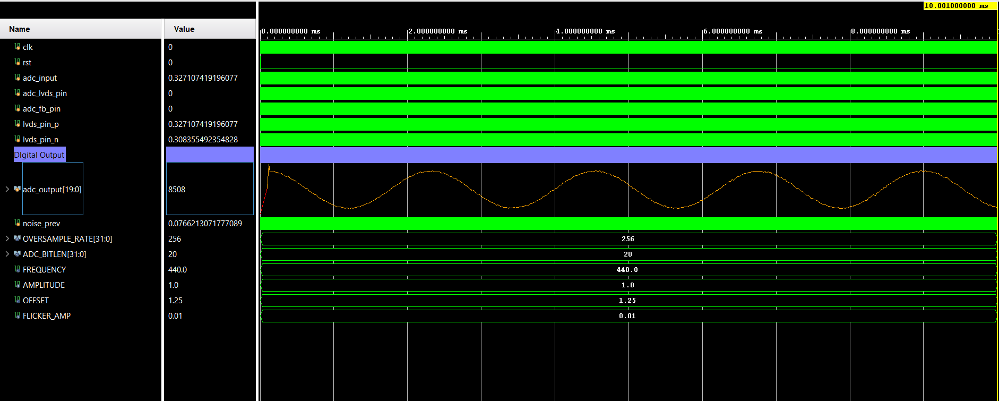 10.001000000 ms
Name Value
0.000000000 ms 2.000000000 ms 4.000000000 ms 6.000000000 ms 8.000000000 ms
clk 0
rst 0
adc_input 0.327107419196077
adc_lvds_pin 0
adc_fb_pin 0
lvds_pin_p 0.327107419196077
lvds_pin_n 0.308355492354828
DIgital Output
adc_output[19:0] 8508
noise_prev 0.0766213071777089
OVERSAMPLE_RATE[31:0] 256 256
ADC_BITLEN[31:0] 20 20
FREQUENCY 440.0 440.0
AMPLITUDE 1.0 1.0
OFFSET 1.25 1.25
FLICKER_AMP 0.01 0.01